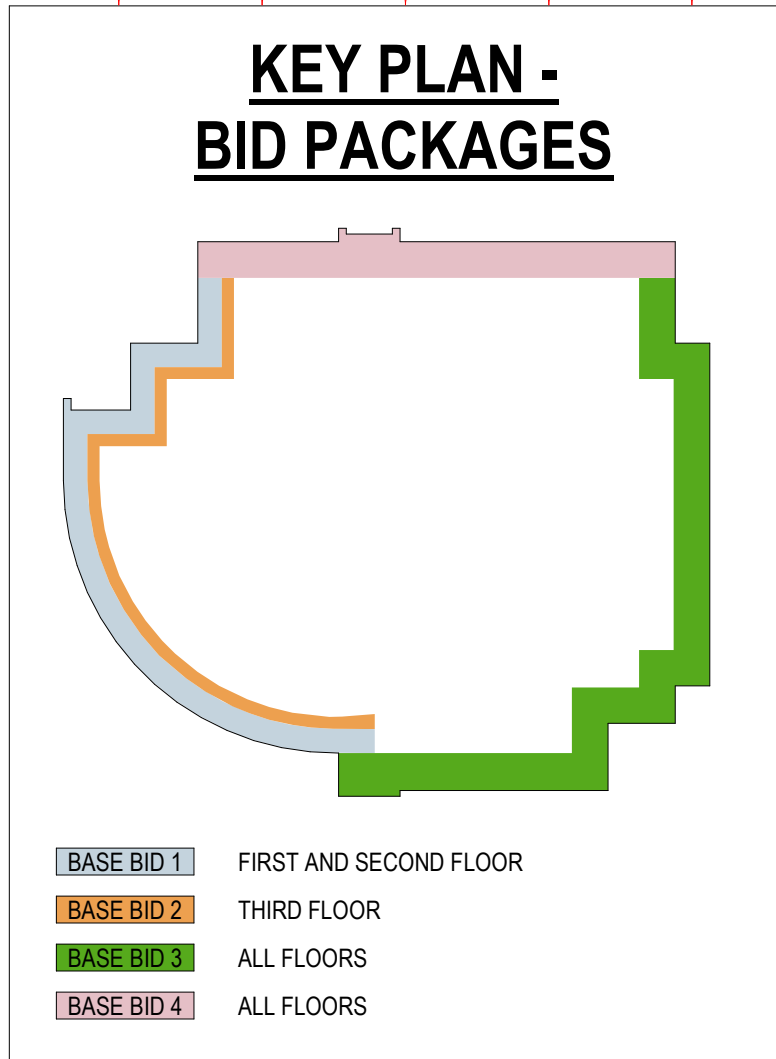 KEY PLAN -
BID PACKAGES
BASE BID 1 FIRST AND SECOND FLOOR
BASE BID 2 THIRD FLOOR
BASE BID 3 ALL FLOORS
BASE BID 4 ALL FLOORS